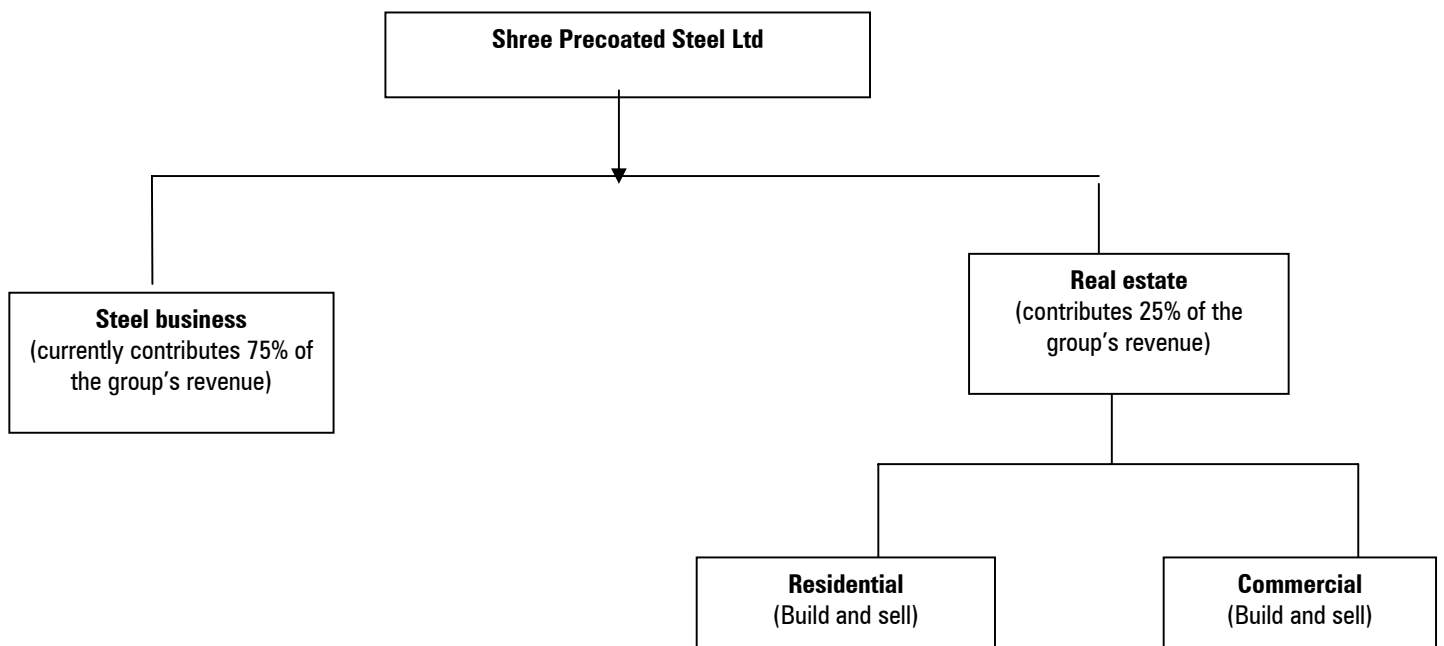 Shree Precoated Steel Ltd
Steel business
(currently contributes 75% of
the group's revenue)
Real estate
(contributes 25% of the
group's revenue)
Residential
(Build and sell)
Commercial
(Build and sell)